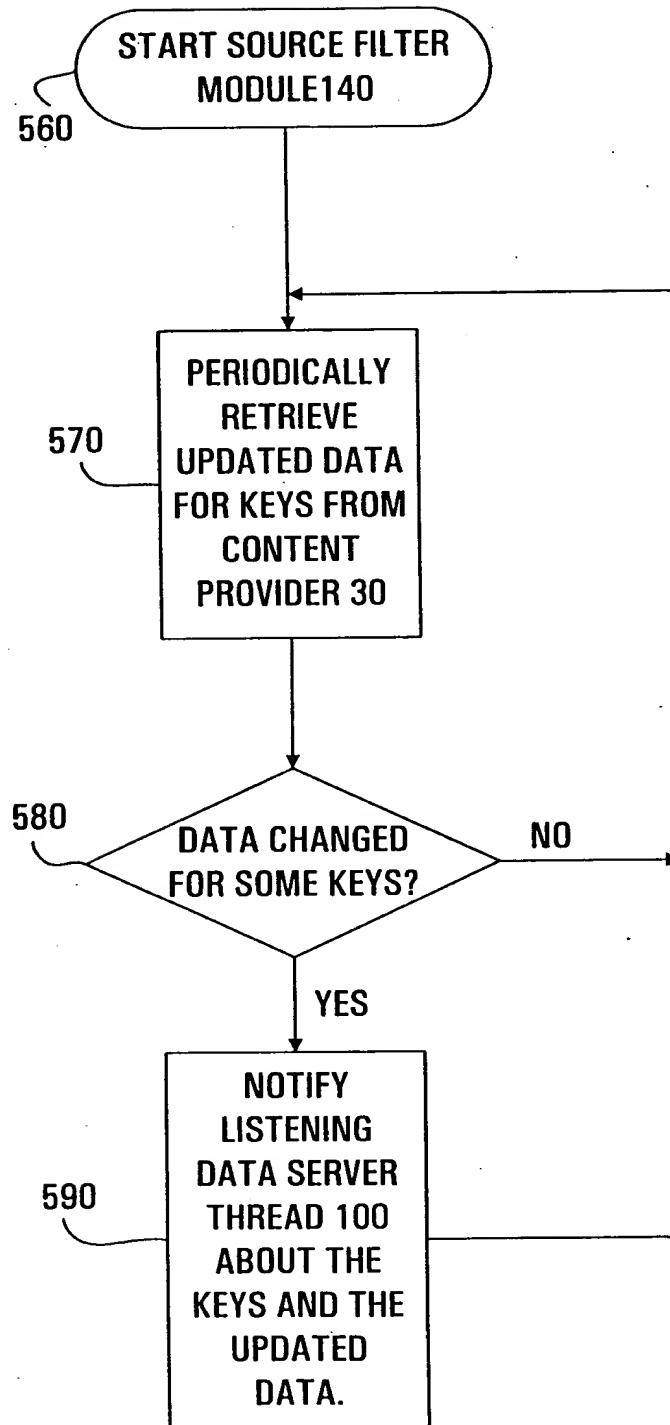 START SOURCE FILTER
MODULE140
560
PERIODICALLY
RETRIEVE
UPDATED DATA
FOR KEYS FROM
CONTENT
PROVIDER 30
570
580
DATA CHANGED
FOR SOME KEYS?
NO
YES
NOTIFY
LISTENING
DATA SERVER
THREAD 100
ABOUT THE
KEYS AND THE
UPDATED
DATA.
590